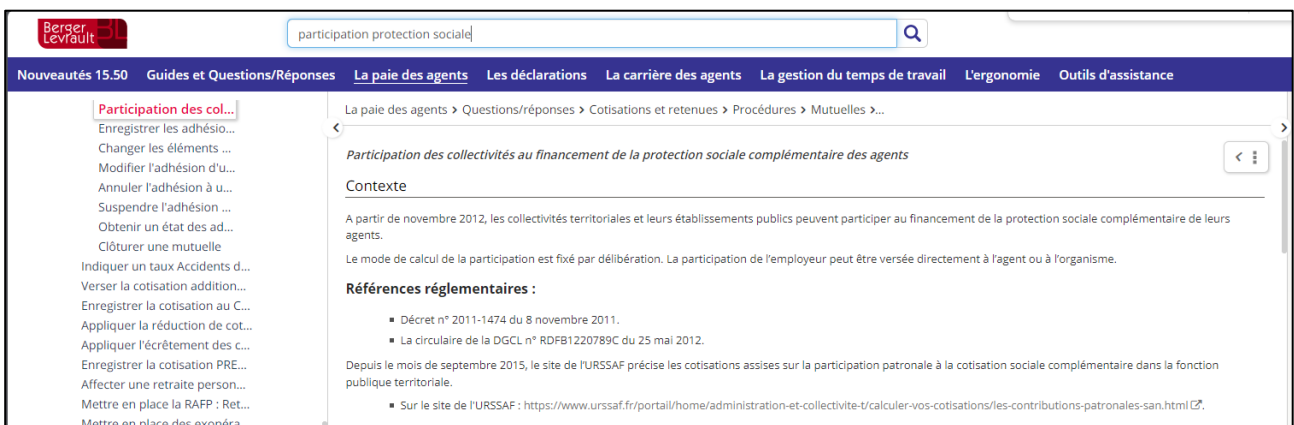 Berger
Levrault BL
participation protection sociale
Nouveautés 15.50 Guides et Questions/Réponses La paie des agents Les déclarations La carrière des agents La gestion du temps de travail L'ergonomie Outils d'assistance
Participation des col...
Enregistrer les adhésio...
Changer les éléments ...
Modifier l'adhésion d'u...
Annuler l'adhésion à u...
Suspendre l'adhésion ...
Obtenir un état des ad...
Clôturer une mutuelle
Indiquer un taux Accidents d...
Verser la cotisation addition...
Enregistrer la cotisation au C...
Appliquer la réduction de cot...
Appliquer l'écrêtement des c...
Enregistrer la cotisation PRE...
Affecter une retraite person...
Mettre en place la RAFP : Ret...
Mettre en place des exonéra...
La paie des agents > Questions/réponses > Cotisations et retenues > Procédures > Mutuelles >...
Participation des collectivités au financement de la protection sociale complémentaire des agents
Contexte
A partir de novembre 2012, les collectivités territoriales et leurs établissements publics peuvent participer au financement de la protection sociale complémentaire de leurs
agents.
Le mode de calcul de la participation est fixé par délibération. La participation de l'employeur peut être versée directement à l'agent ou à l'organisme.
Références réglementaires :
▪ Décret n° 2011-1474 du 8 novembre 2011.
▪ La circulaire de la DGCL n° RDFB1220789C du 25 mai 2012.
Depuis le mois de septembre 2015, le site de l'URSSAF précise les cotisations assises sur la participation patronale à la cotisation sociale complémentaire dans la fonction
publique territoriale.
▪ Sur le site de l'URSSAF : https://www.urssaf.fr/portail/home/administration-et-collectivite-t/calculer-vos-cotisations/les-contributions-patronales-san.html.